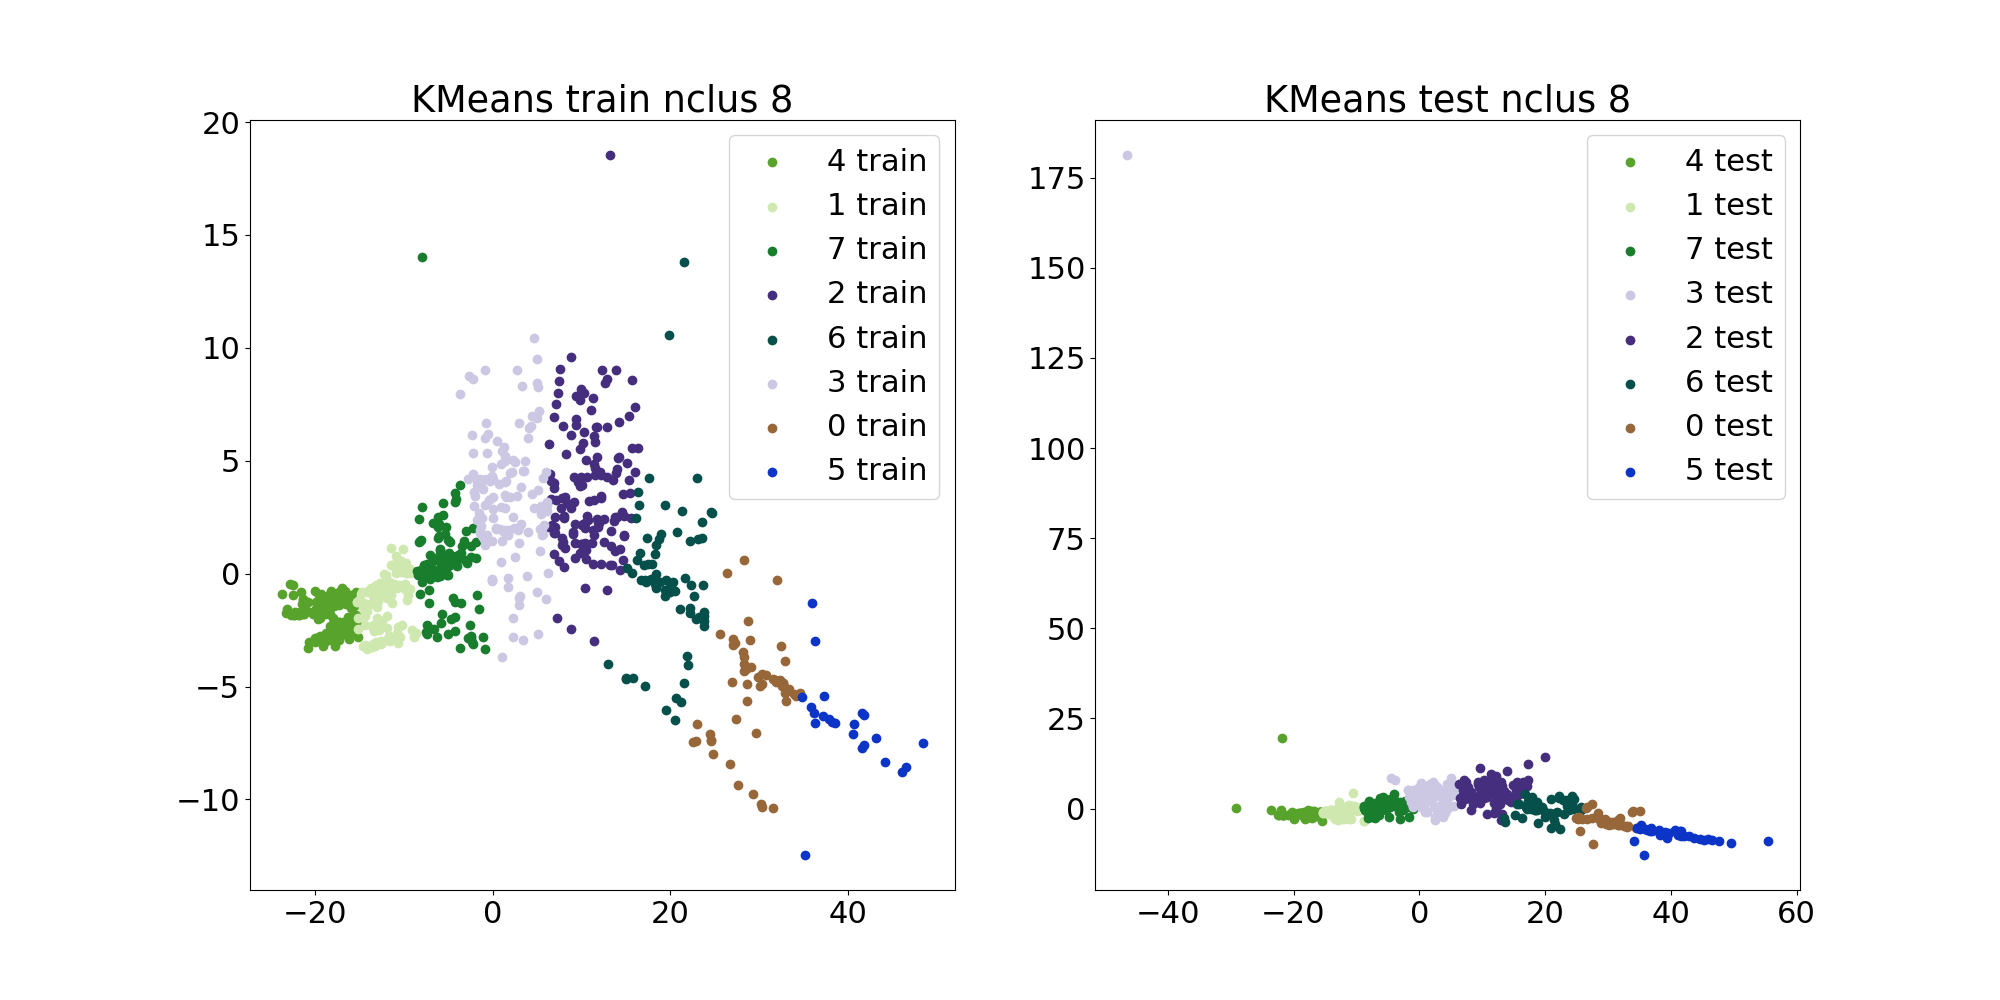 KMeans train nclus 8
20
15
10
5
0
−5
−10
−20
0
20
40
4 train
1 train
7 train
2 train
6 train
3 train
0 train
5 train
KMeans test nclus 8
175
150
125
100
75
50
25
0
−40
−20
0
20
40
60
4 test
1 test
7 test
3 test
2 test
6 test
0 test
5 test